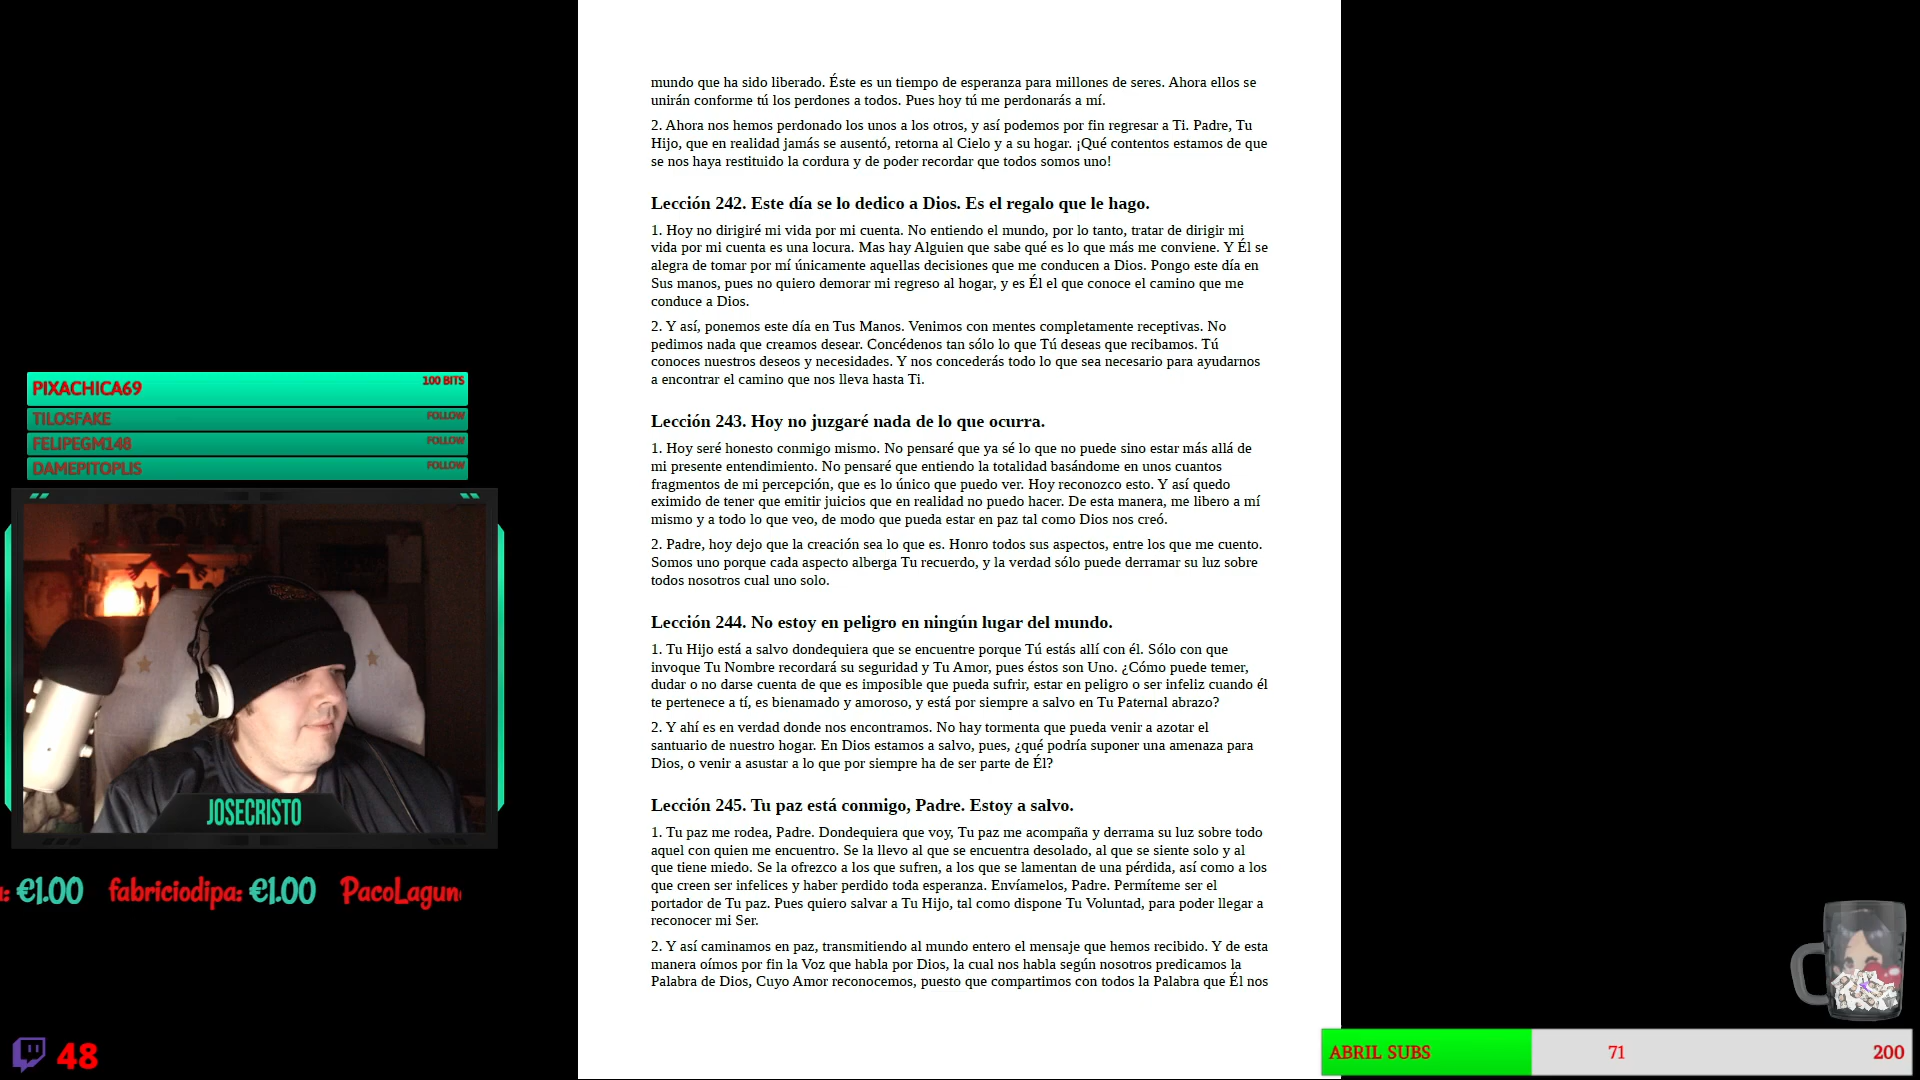 mundo que ha sido liberado. Éste es un tiempo de esperanza para millones de seres. Ahora ellos se
unirán conforme tú los perdones a todos. Pues hoy tú me perdonarás a mí.
2. Ahora nos hemos perdonado los unos a los otros, y así podemos por fin regresar a Ti. Padre, Tu
Hijo, que en realidad jamás se ausentó, retorna al Cielo y a su hogar. ¡Qué contentos estamos de que
se nos haya restituido la cordura y de poder recordar que todos somos uno!
Lección 242. Este día se lo dedico a Dios. Es el regalo que le hago.
1. Hoy no dirigiré mi vida por mi cuenta. No entiendo el mundo, por lo tanto, tratar de dirigir mi
vida por mi cuenta es una locura. Mas hay Alguien que sabe qué es lo que más me conviene. Y Él se
alegra de tomar por mí únicamente aquellas decisiones que me conducen a Dios. Pongo este día en
Sus manos, pues no quiero demorar mi regreso al hogar, y es Él el que conoce el camino que me
conduce a Dios.
2. Y así, ponemos este día en Tus Manos. Venimos con mentes completamente receptivas. No
pedimos nada que creamos desear. Concédenos tan sólo lo que Tú deseas que recibamos. Tú
conoces nuestros deseos y necesidades. Y nos concederás todo lo que sea necesario para ayudarnos
a encontrar el camino que nos lleva hasta Ti.
Lección 243. Hoy no juzgaré nada de lo que ocurra.
1. Hoy seré honesto conmigo mismo. No pensaré que ya sé lo que no puede sino estar más allá de
mi presente entendimiento. No pensaré que entiendo la totalidad basándome en unos cuantos
fragmentos de mi percepción, que es lo único que puedo ver. Hoy reconozco esto. Y así quedo
eximido de tener que emitir juicios que en realidad no puedo hacer. De esta manera, me libero a mí
mismo y a todo lo que veo, de modo que pueda estar en paz tal como Dios nos creó.
2. Padre, hoy dejo que la creación sea lo que es. Honro todos sus aspectos, entre los que me cuento.
Somos uno porque cada aspecto alberga Tu recuerdo, y la verdad sólo puede derramar su luz sobre
todos nosotros cual uno solo.
Lección 244. No estoy en peligro en ningún lugar del mundo.
1. Tu Hijo está a salvo dondequiera que se encuentre porque Tú estás allí con él. Sólo con que
invoque Tu Nombre recordará su seguridad y Tu Amor, pues éstos son Uno. ¿Cómo puede temer,
dudar o no darse cuenta de que es imposible que pueda sufrir, estar en peligro o ser infeliz cuando él
te pertenece a tí, es bienamado y amoroso, y está por siempre a salvo en Tu Paternal abrazo?
2. Y ahí es en verdad donde nos encontramos. No hay tormenta que pueda venir a azotar el
santuario de nuestro hogar. En Dios estamos a salvo, pues, ¿qué podría suponer una amenaza para
Dios, o venir a asustar a lo que por siempre ha de ser parte de Él?
Lección 245. Tu paz está conmigo, Padre. Estoy a salvo.
1. Tu paz me rodea, Padre. Dondequiera que voy, Tu paz me acompaña y derrama su luz sobre todo
aquel con quien me encuentro. Se la llevo al que se encuentra desolado, al que se siente solo y al
que tiene miedo. Se la ofrezco a los que sufren, a los que se lamentan de una pérdida, así como a los
que creen ser infelices y haber perdido toda esperanza. Envíamelos, Padre. Permíteme ser el
portador de Tu paz. Pues quiero salvar a Tu Hijo, tal como dispone Tu Voluntad, para poder llegar a
reconocer mi Ser.
2. Y así caminamos en paz, transmitiendo al mundo entero el mensaje que hemos recibido. Y de esta
manera oímos por fin la Voz que habla por Dios, la cual nos habla según nosotros predicamos la
Palabra de Dios, Cuyo Amor reconocemos, puesto que compartimos con todos la Palabra que Él nos
PIXACHICA69 100 BITS
TILOSFAKE FOLLOW
FELIPEGM148 FOLLOW
DAMEPITOPLIS FOLLOW
JOSECRISTO
: €1.00 fabriciodipa: €1.00 PacoLagun
48
ABRIL SUBS 71 200